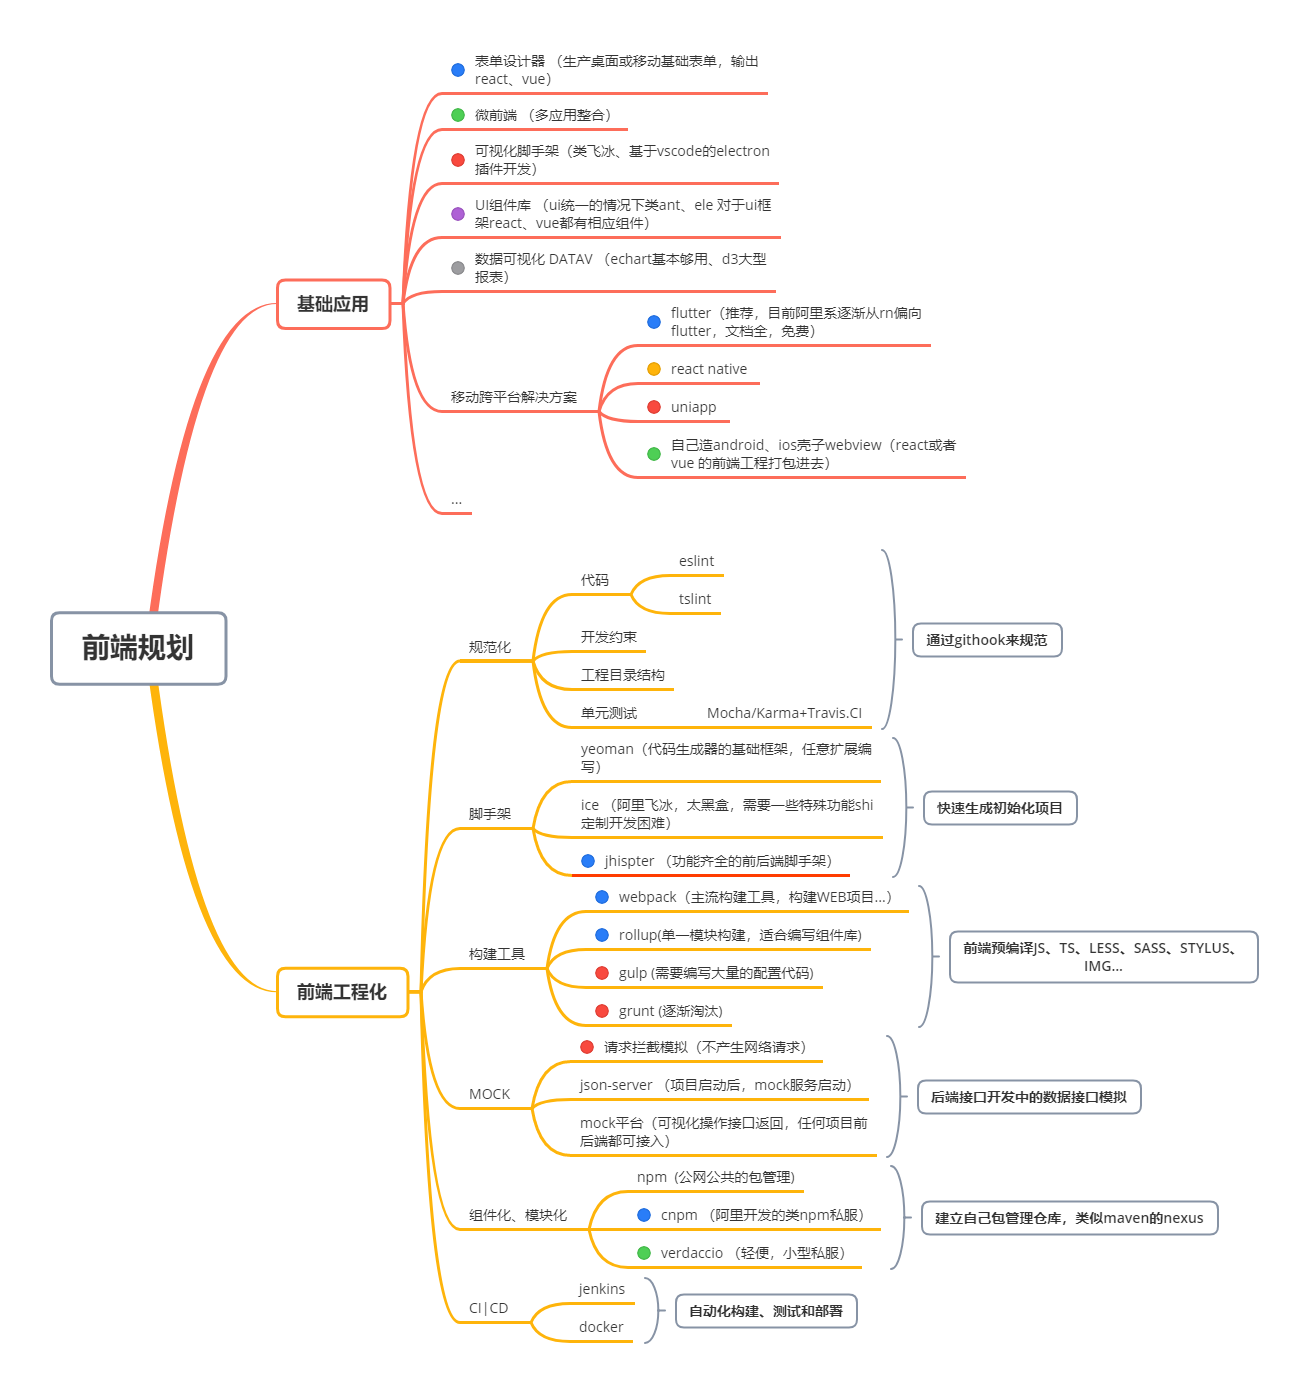 前端规划
基础应用
表单设计器 （生产桌面或移动基础表单，输出
react、vue）
微前端 （多应用整合）
可视化脚手架（类飞冰、基于vscode的electron
插件开发）
UI组件库 （ui统一的情况下类ant、ele 对于ui框
架react、vue都有相应组件）
数据可视化 DATAV （echart基本够用、d3大型
报表）
移动跨平台解决方案
flutter（推荐，目前阿里系逐渐从rn偏向
flutter，文档全，免费）
react native
uniapp
自己造android、ios壳子webview（react或者
vue 的前端工程打包进去）
...
前端工程化
规范化
代码
eslint
tslint
开发约束
工程目录结构
单元测试
Mocha/Karma+Travis.CI
通过githook来规范
脚手架
yeoman（代码生成器的基础框架，任意扩展编
写）
ice （阿里飞冰，太黑盒，需要一些特殊功能shi
定制开发困难）
jhispter （功能齐全的前后端脚手架）
快速生成初始化项目
构建工具
webpack（主流构建工具，构建WEB项目...）
rollup(单一模块构建，适合编写组件库)
gulp (需要编写大量的配置代码)
grunt (逐渐淘汰)
前端预编译JS、TS、LESS、SASS、STYLUS、
IMG...
MOCK
请求拦截模拟（不产生网络请求）
json-server （项目启动后，mock服务启动）
mock平台（可视化操作接口返回，任何项目前
后端都可接入）
后端接口开发中的数据接口模拟
组件化、模块化
npm (公网公共的包管理)
cnpm （阿里开发的类npm私服）
verdaccio （轻便，小型私服）
建立自己包管理仓库，类似maven的nexus
CI|CD
jenkins
docker
自动化构建、测试和部署